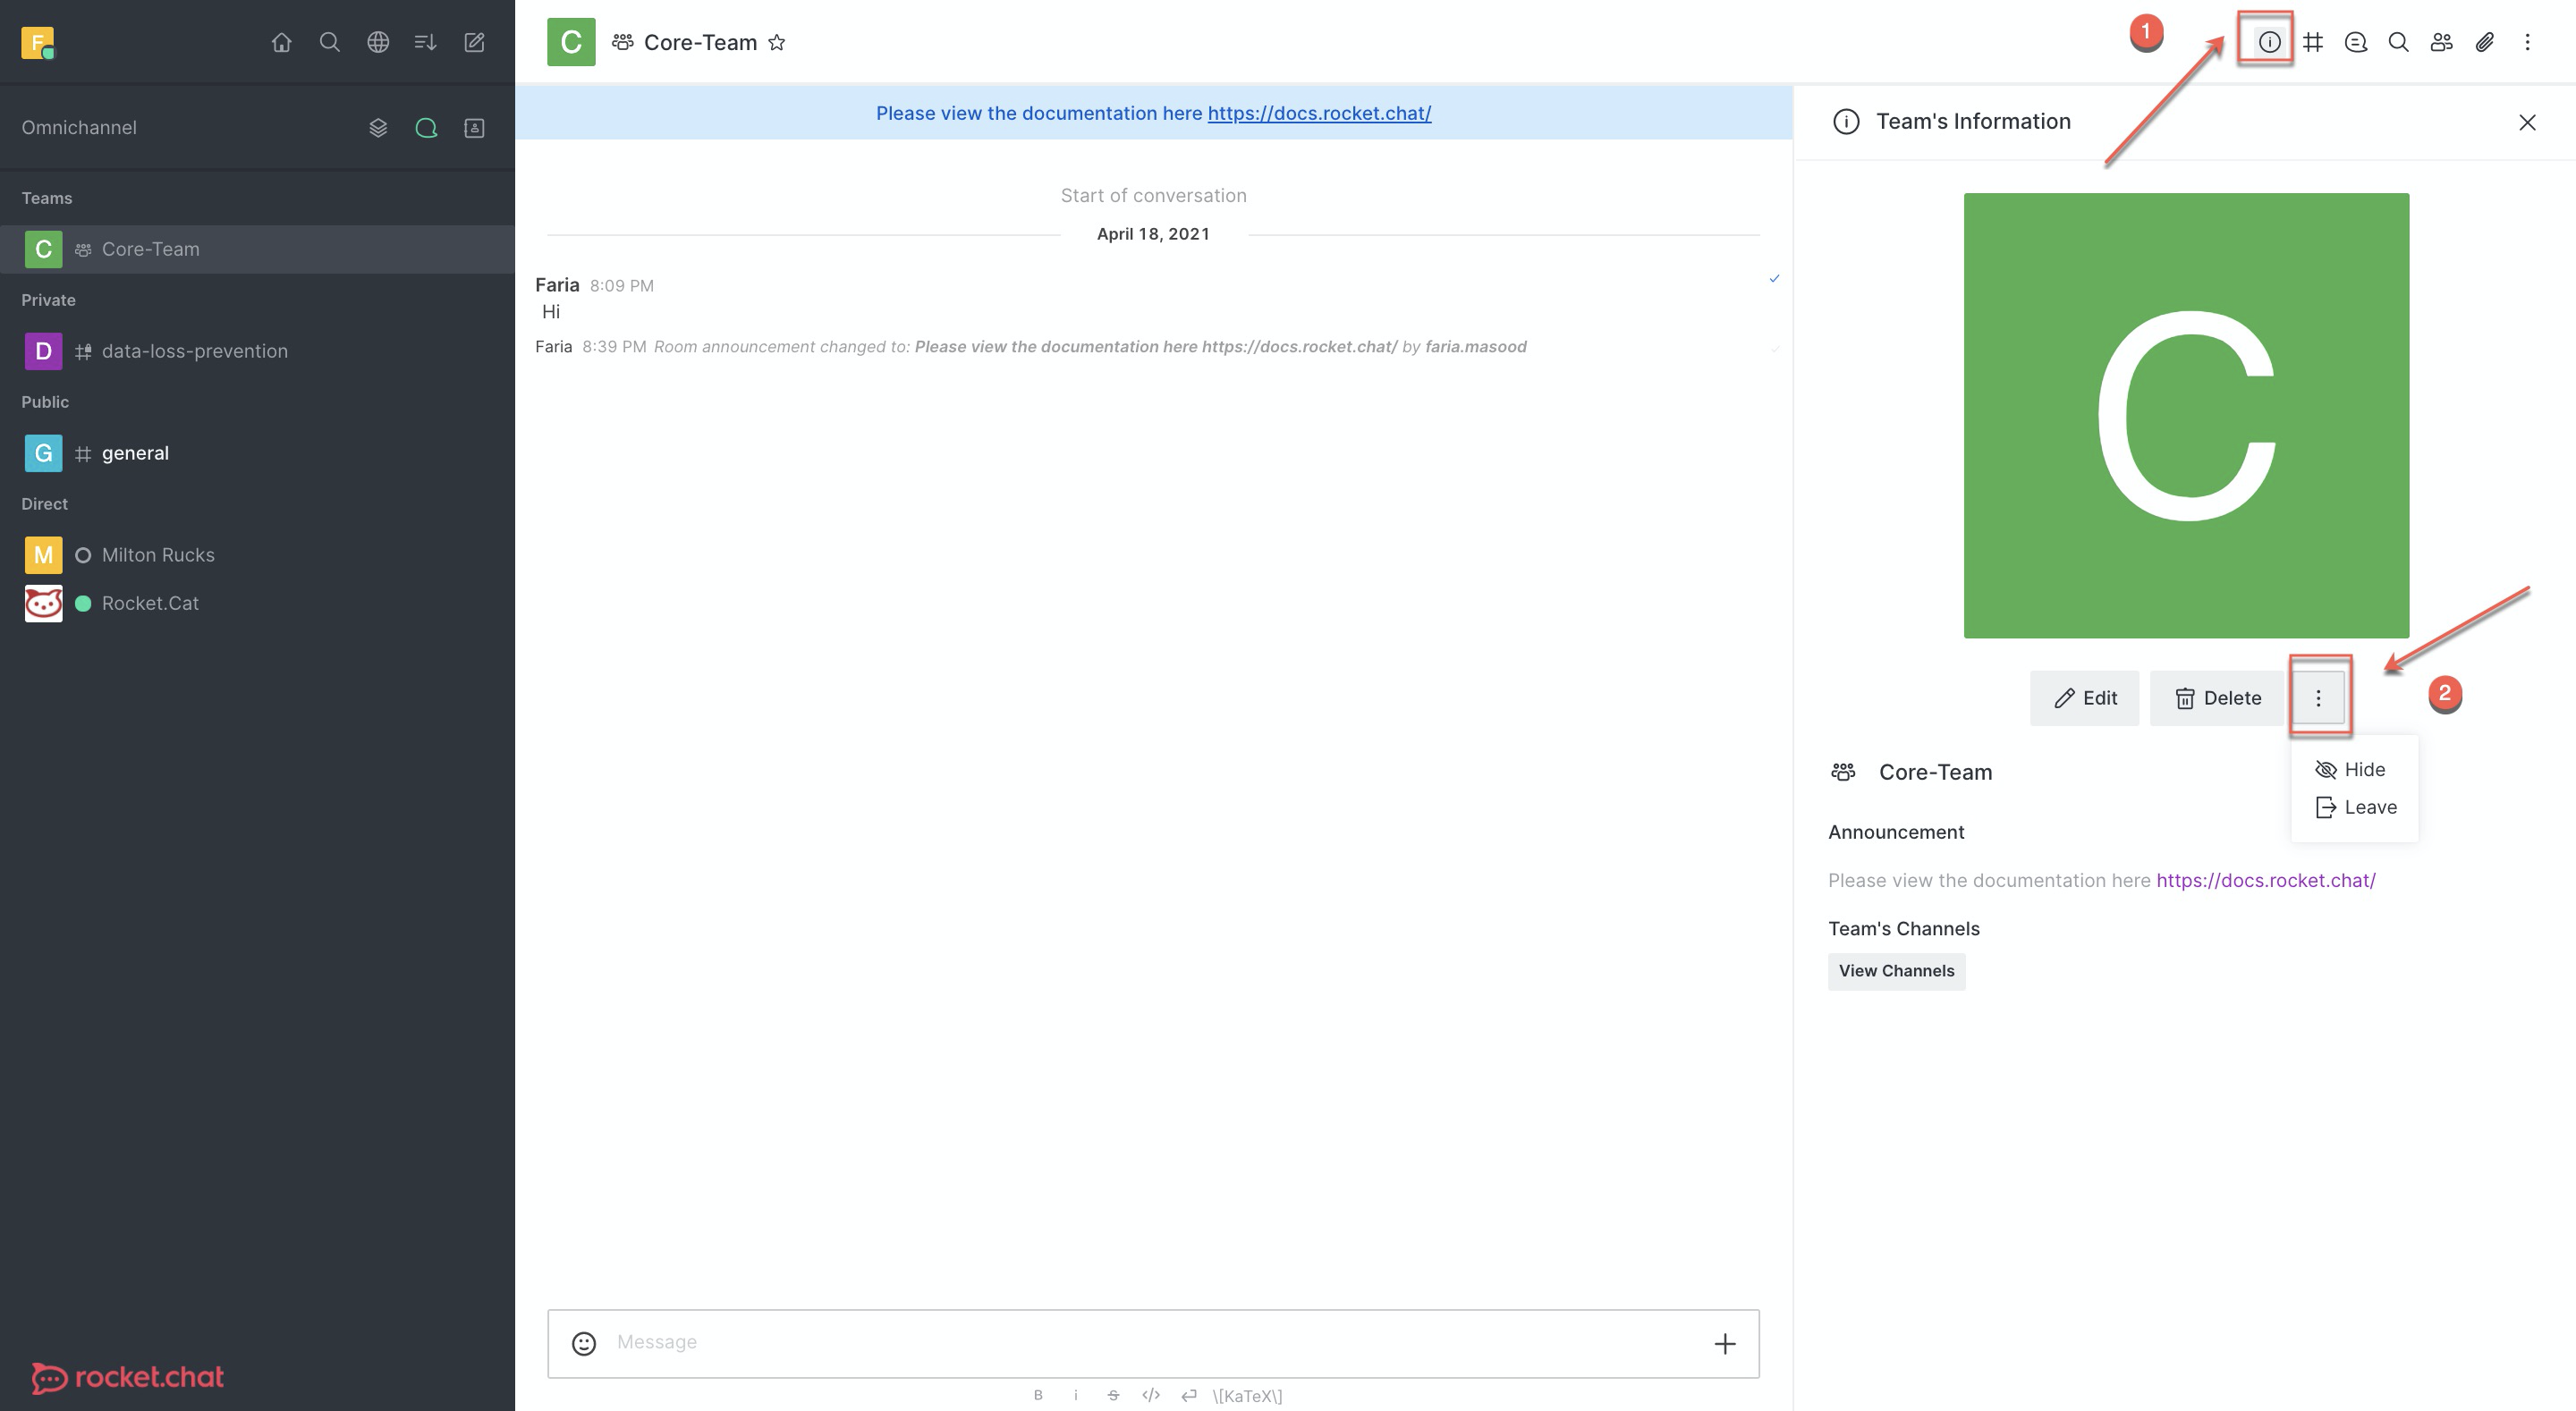 F
Omnichannel
Teams
C Core-Team
Private
D data-loss-prevention
Public
G general
Direct
M Milton Rucks
Rocket.Cat
rocket.chat
C Core-Team
1
Please view the documentation here https://docs.rocket.chat/
Start of conversation
April 18, 2021
Faria 8:09 PM
Hi
Faria 8:39 PM Room announcement changed to: Please view the documentation here https://docs.rocket.chat/ by faria.masood
Message
B i S </> \[KaTeX\]
Team's Information
C
Edit Delete
2
Hide
Leave
Core-Team
Announcement
Please view the documentation here https://docs.rocket.chat/
Team's Channels
View Channels